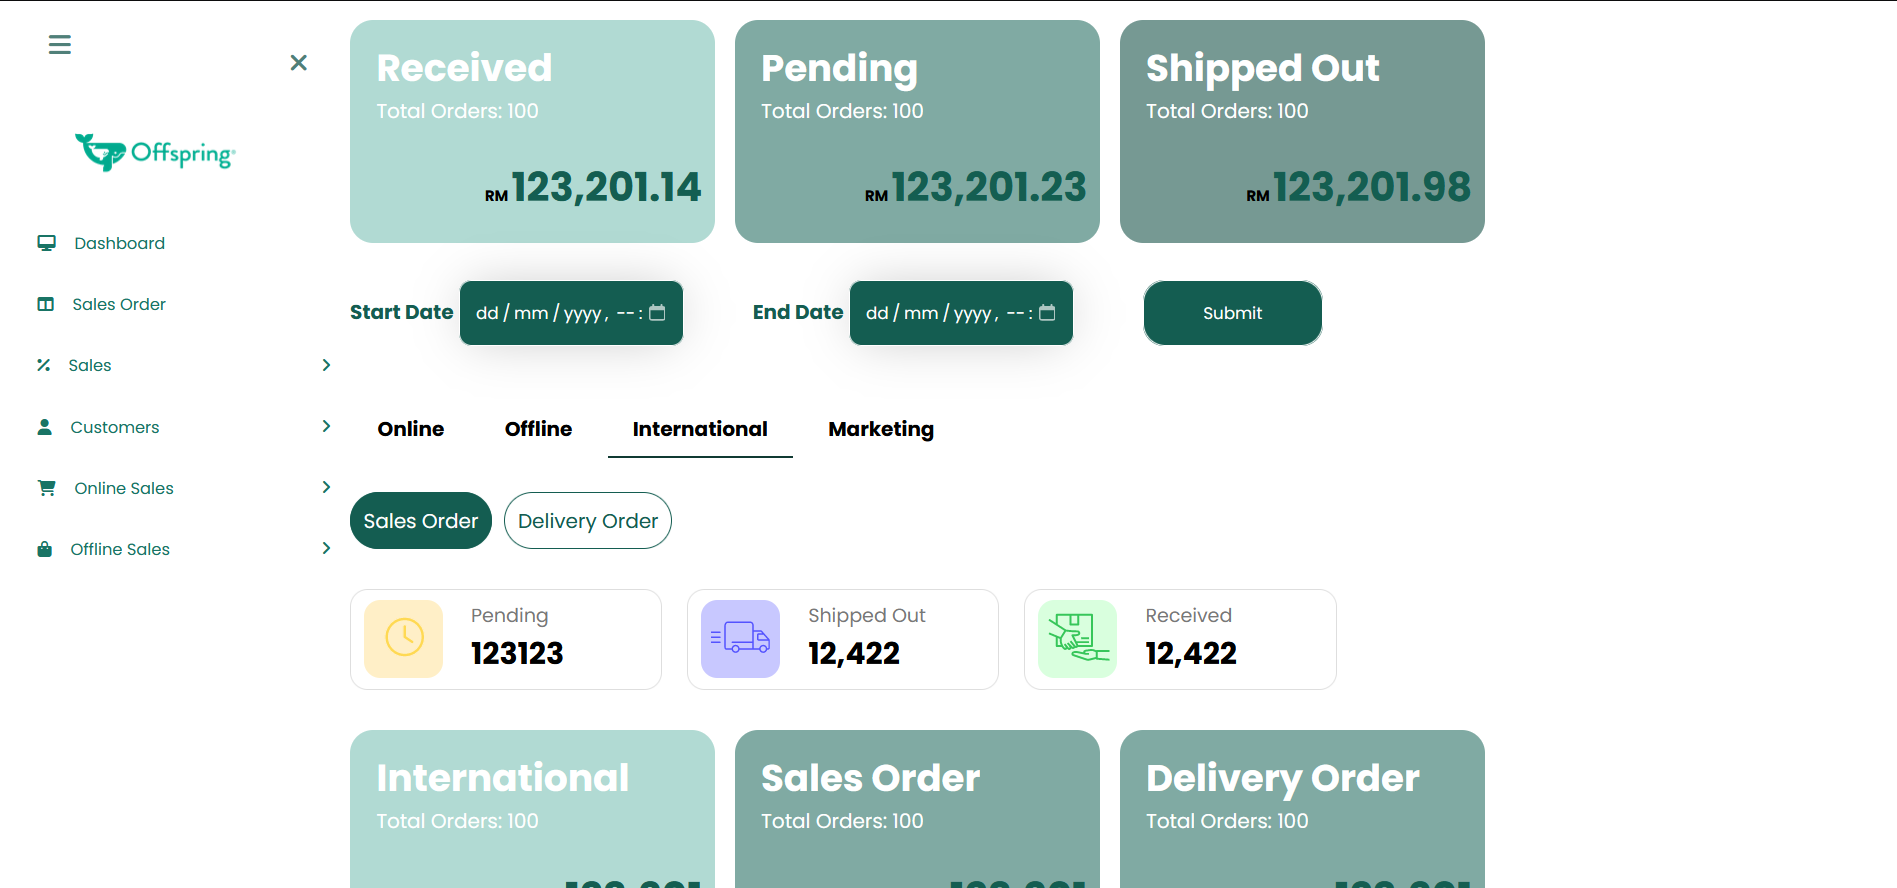 Offspring
Dashboard
Sales Order
Sales
Customers
Online Sales
Offline Sales
Received
Total Orders: 100
RM 123,201.14
Pending
Total Orders: 100
RM 123,201.23
Shipped Out
Total Orders: 100
RM 123,201.98
Start Date dd/mm/yyyy, --:
End Date dd/mm/yyyy, --:
Submit
Online Offline International Marketing
Sales Order Delivery Order
Pending
123123
Shipped Out
12,422
Received
12,422
International
Total Orders: 100
Sales Order
Total Orders: 100
Delivery Order
Total Orders: 100